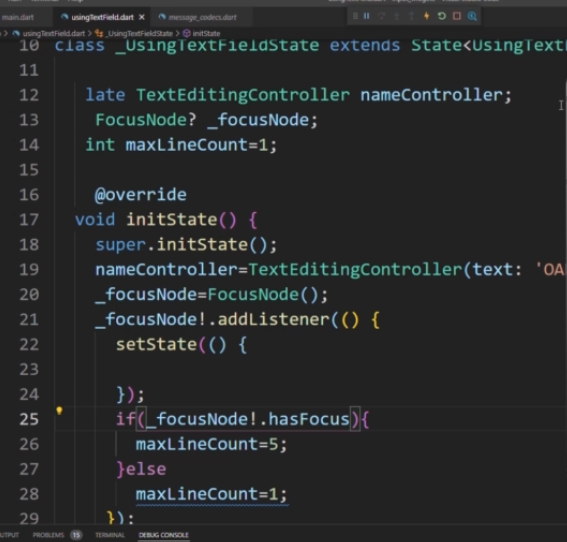 main.dart usingTextField.dart message_codecs.dart
usingTextField.dart > _UsingTextFieldState > initState
10 class _UsingTextFieldState extends State<UsingText
11
12 late TextEditingController nameController;
13 FocusNode? _focusNode;
14 int maxLineCount=1;
15
16 @override
17 void initState() {
18 super.initState();
19 nameController=TextEditingController(text: 'OA
20 _focusNode=FocusNode();
21 _focusNode!.addListener(() {
22 setState(() {
23
24 });
25 if(_focusNode!.hasFocus){
26 maxLineCount=5;
27 }else
28 maxLineCount=1;
29 });
UTPUT PROBLEMS 15 TERMINAL DEBUG CONSOLE